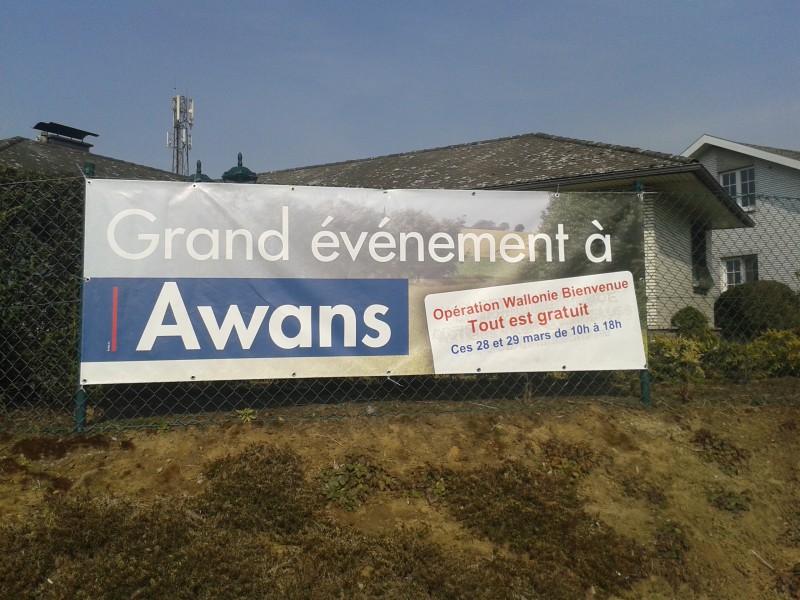 Grand événement à
Awans
Opération Wallonie Bienvenue
Tout est gratuit
Ces 28 et 29 mars de 10h à 18h